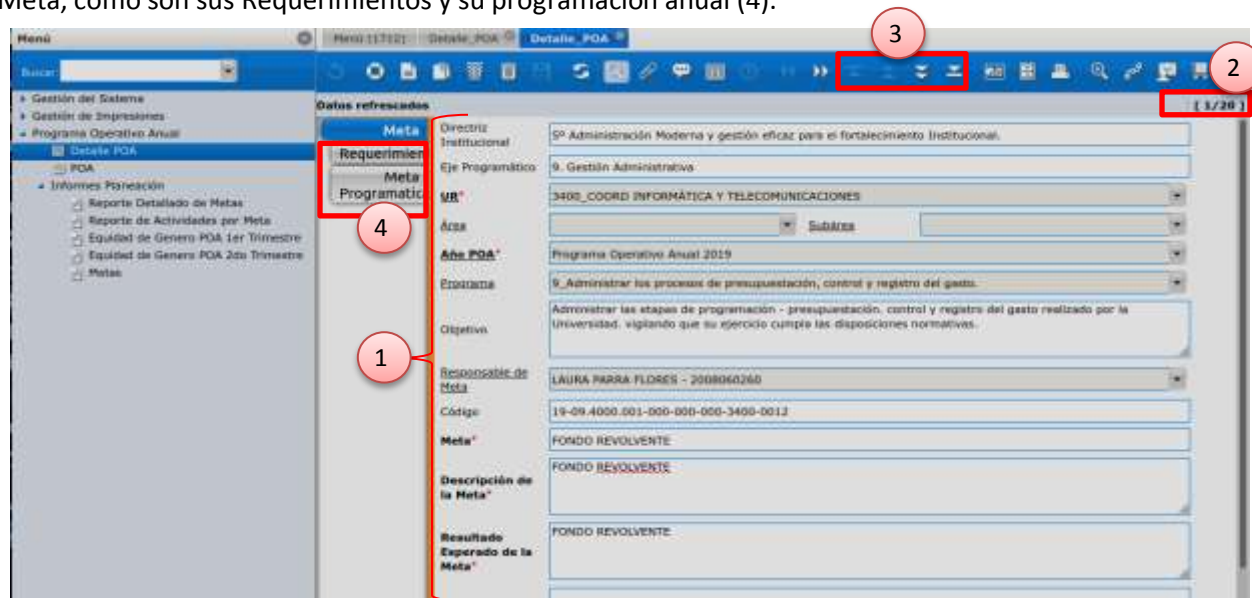 Meta, como son sus Requerimientos y su programación anual (4).
3
Menú
Menú [1712]
Detalle_POA
Detalle_POA
Buscar
2
Gestión del Sistema
Gestión de Impresiones
Programa Operativo Anual
Detalle POA
POA
Informes Planeación
Reporte Detallado de Metas
Reporte de Actividades por Meta
Equidad de Genero POA 1er Trimestre
Equidad de Genero POA 2do Trimestre
Metas
Datos refrescados
[ 1/20 ]
Meta
Requerimien
Meta
Programatic
4
1
Directriz
Institucional
5º Administración Moderna y gestión eficaz para el fortalecimiento Institucional.
Eje Programático
9. Gestión Administrativa
UR*
3400_COORD INFORMÁTICA Y TELECOMUNICACIONES
Área
Subárea
Año POA*
Programa Operativo Anual 2019
Programa
9_Administrar los procesos de presupuestación, control y registro del gasto.
Objetivo
Administrar las etapas de programación - presupuestación, control y registro del gasto realizado por la
Universidad, vigilando que su ejercicio cumpla las disposiciones normativas.
Responsable de
Meta
LAURA PARRA FLORES - 2008060260
Código
19-09.4000.001-000-000-000-3400-0012
Meta*
FONDO REVOLVENTE
Descripción de
la Meta*
FONDO REVOLVENTE
Resultado
Esperado de la
Meta*
FONDO REVOLVENTE